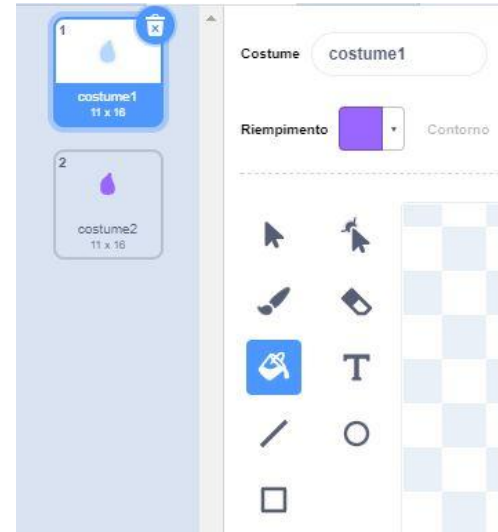 1
costume1
11 x 16
2
costume2
11 x 16
Costume costume1
Riempimento Contorno
T